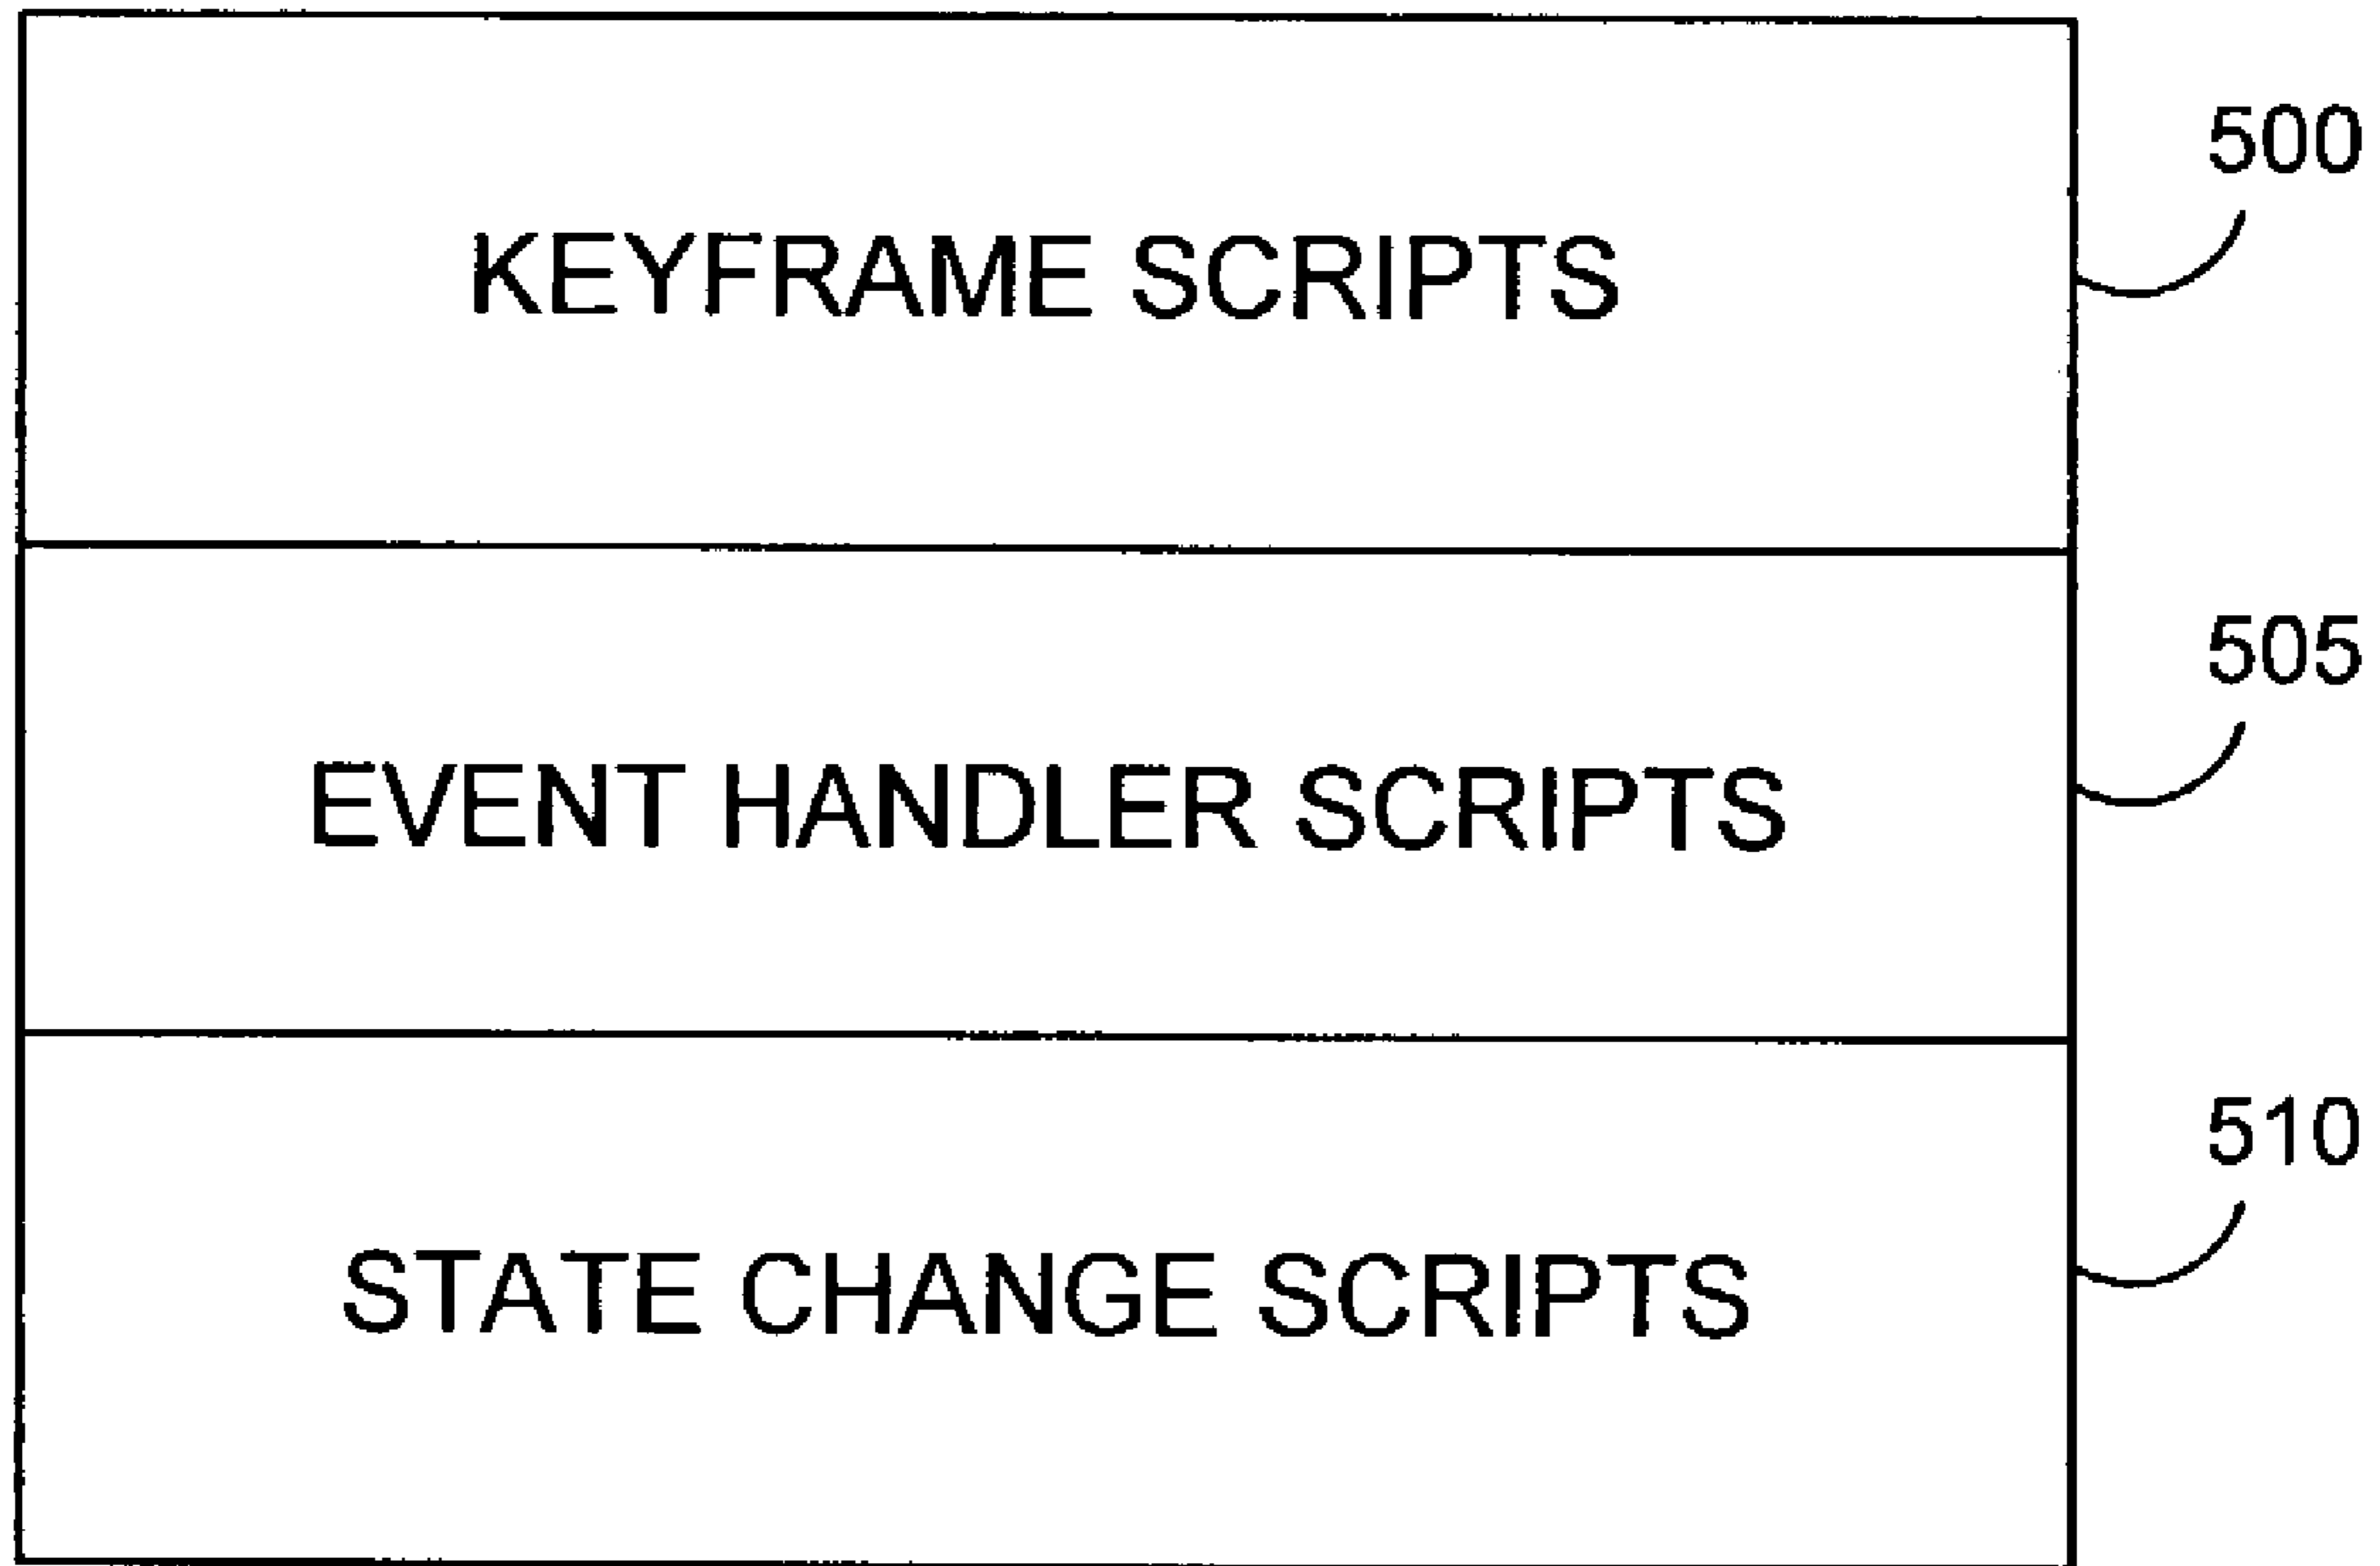 500
KEYFRAME SCRIPTS
505
EVENT HANDLER SCRIPTS
510
STATE CHANGE SCRIPTS